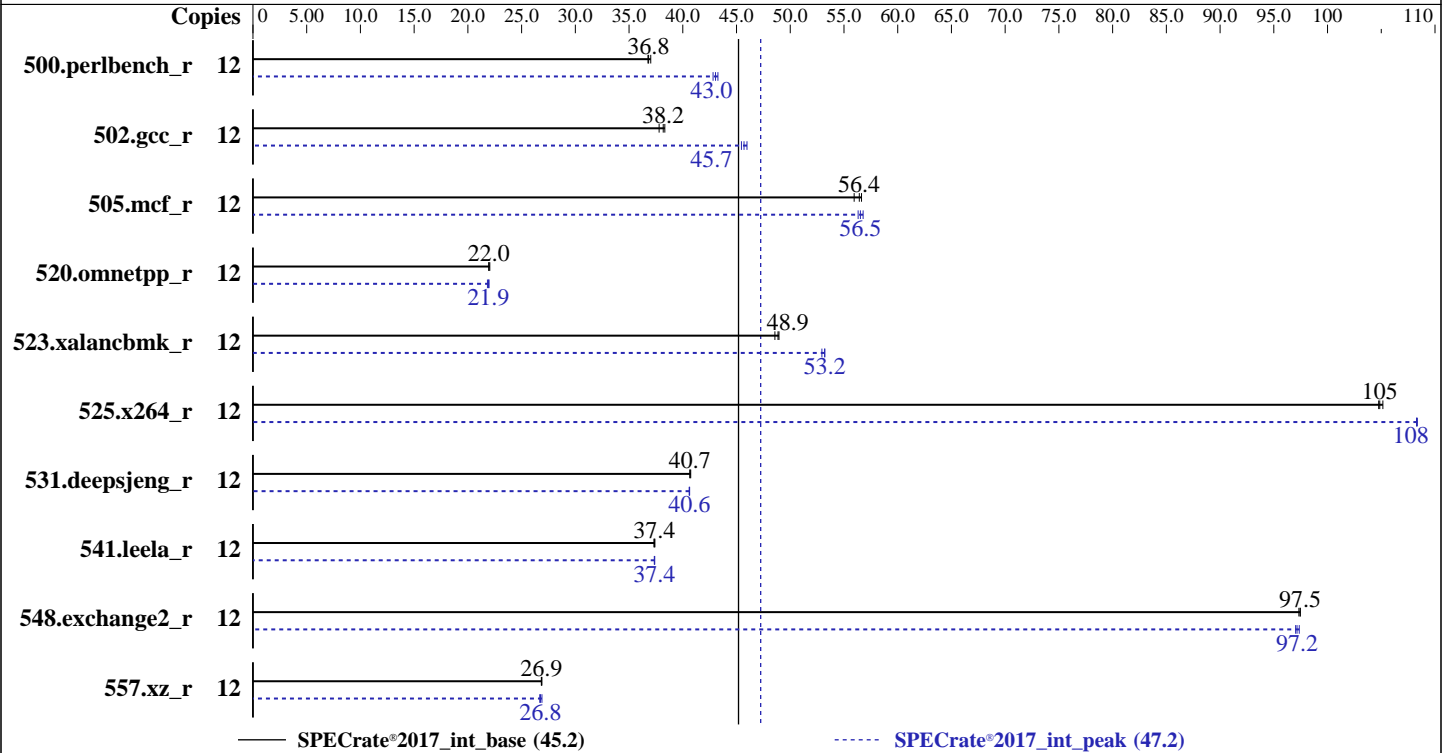 Copies 0 5.00 10.0 15.0 20.0 25.0 30.0 35.0 40.0 45.0 50.0 55.0 60.0 65.0 70.0 75.0 80.0 85.0 90.0 95.0 100 110
36.8
500.perlbench_r 12
43.0
38.2
502.gcc_r 12
45.7
56.4
505.mcf_r 12
56.5
22.0
520.omnetpp_r 12
21.9
48.9
523.xalancbmk_r 12
53.2
105
525.x264_r 12
108
40.7
531.deepsjeng_r 12
40.6
37.4
541.leela_r 12
37.4
97.5
548.exchange2_r 12
97.2
26.9
557.xz_r 12
26.8
SPECrate®2017_int_base (45.2) SPECrate®2017_int_peak (47.2)